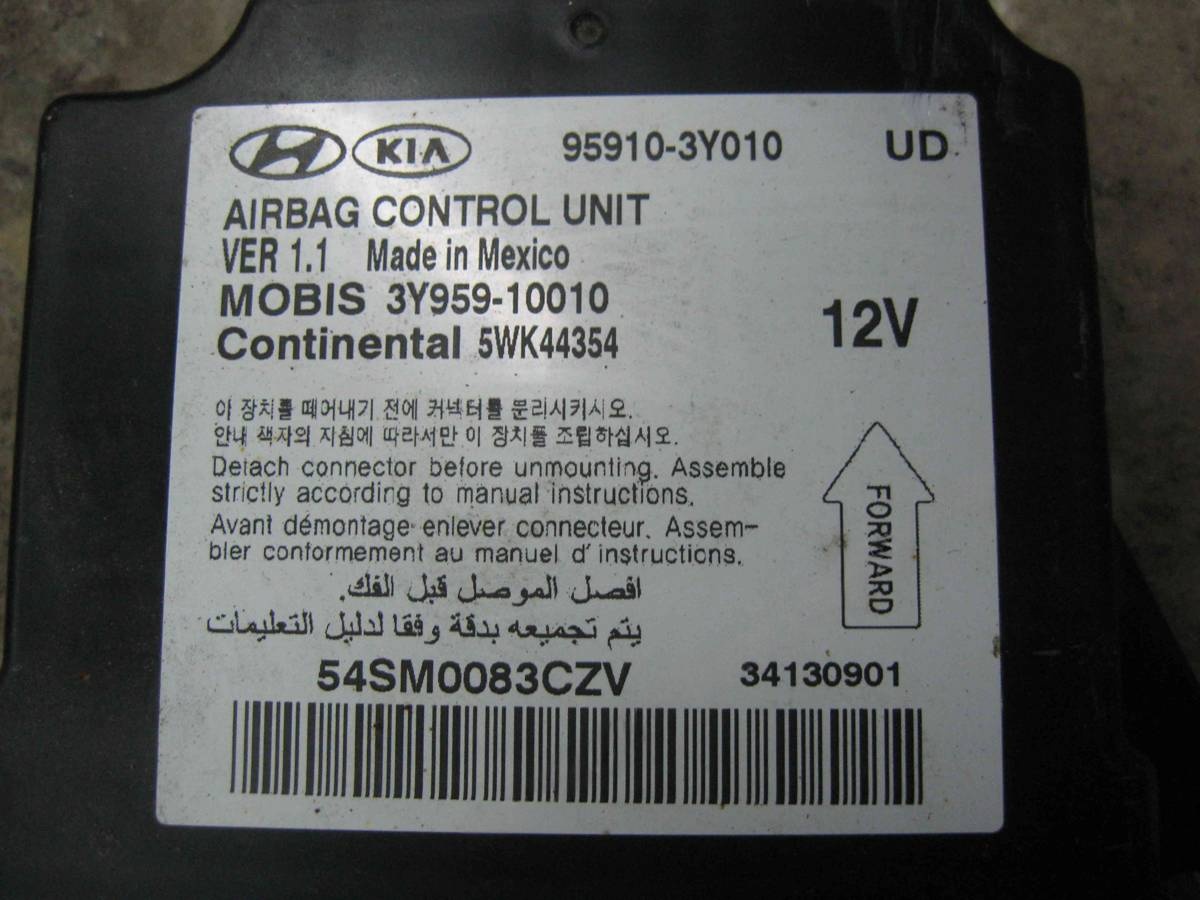 KIA 95910-3Y010 UD
AIRBAG CONTROL UNIT
VER 1.1 Made in Mexico
MOBIS 3Y959-10010
Continental 5WK44354
12V
이 장치를 떼어내기 전에 커넥터를 분리시키시오.
안내 책자의 지침에 따라서만 이 장치를 조립하십시오.
Detach connector before unmounting. Assemble
strictly according to manual instructions.
Avant démontage enlever connecteur. Assem-
bler conformement au manuel d' instructions.
افصل الموصل قبل الفك.
يتم تجميعه بدقة وفقا لدليل التعليمات
FORWARD
54SM0083CZV 34130901